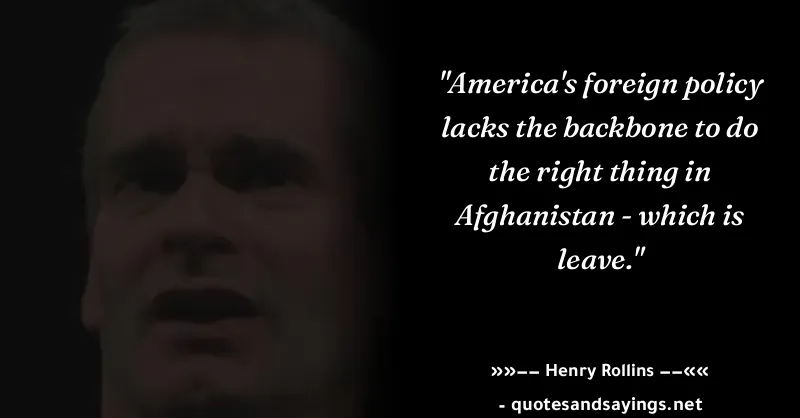 "America's foreign policy
lacks the backbone to do
the right thing in
Afghanistan - which is
leave."
»»–– Henry Rollins ––««
- quotesandsayings.net